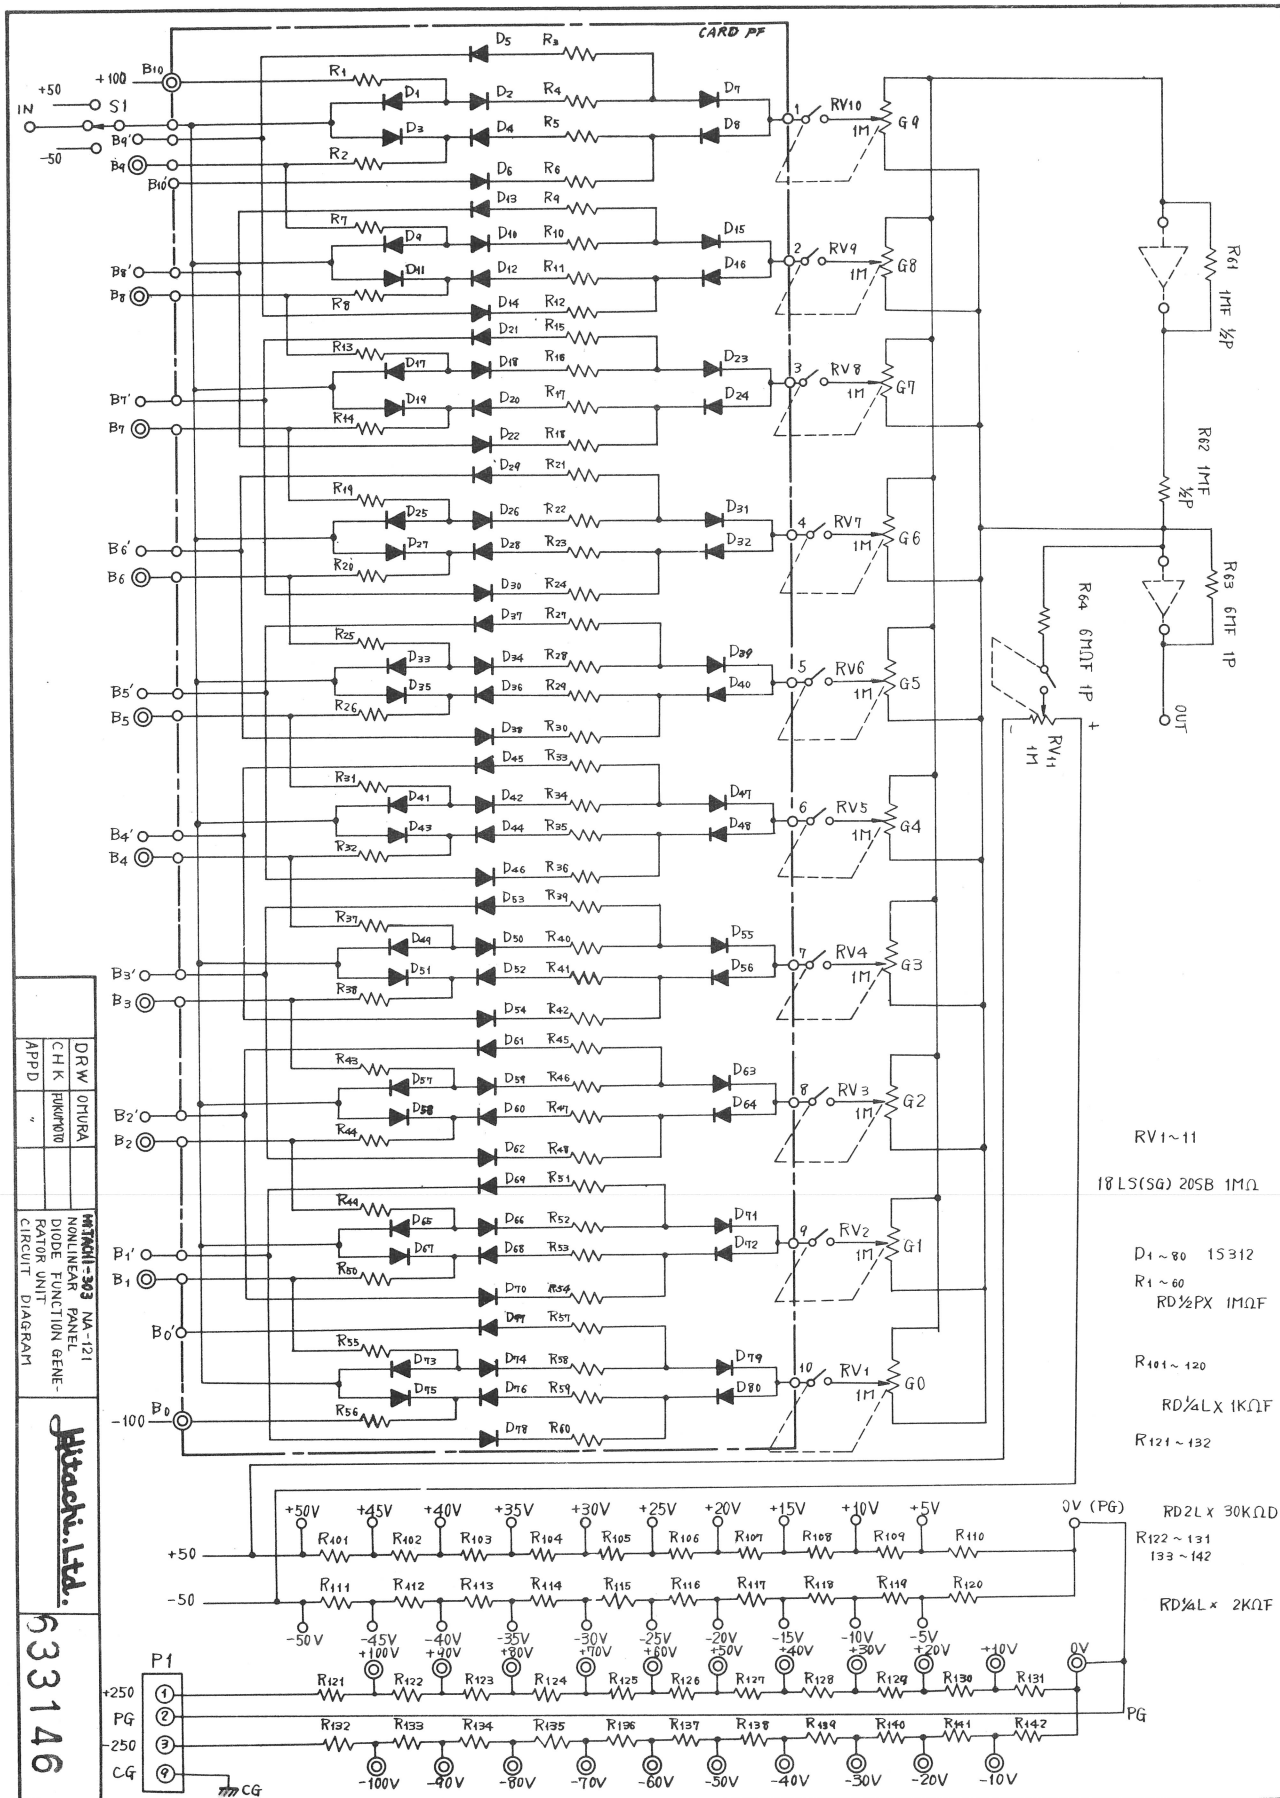 CARD PF
B10
+100
+50
IN
S1
-50
B9'
B9
B10'
R1
D1
D2
R3
D5
R4
D3
D4
R5
R2
D6
R6
D7
D8
1
RV10
1M
G9
D13
R9
R7
D9
D10
R10
D11
D12
R11
R8
D14
R12
D15
D16
2
RV9
1M
G8
B8'
B8
D21
R15
R13
D17
D18
R16
D19
D20
R17
R14
D22
R18
D23
D24
3
RV8
1M
G7
B7'
B7
D29
R21
R19
D25
D26
R22
D27
D28
R23
R20
D30
R24
D31
D32
4
RV7
1M
G6
B6'
B6
D37
R27
R25
D33
D34
R28
D35
D36
R29
R26
D38
R30
D39
D40
5
RV6
1M
G5
B5'
B5
D45
R33
R31
D41
D42
R34
D43
D44
R35
R32
D46
R36
D47
D48
6
RV5
1M
G4
B4'
B4
D53
R39
R37
D49
D50
R40
D51
D52
R41
R38
D54
R42
D55
D56
7
RV4
1M
G3
B3'
B3
D61
R45
R43
D57
D59
R46
D58
D60
R47
R44
D62
R48
D63
D64
8
RV3
1M
G2
B2'
B2
D69
R51
R44
D65
D66
R52
D67
D68
R53
R50
D70
R54
D71
D72
9
RV2
1M
G1
B1'
B1
B0'
R57
R55
D73
D74
R58
D75
D76
R59
R56
D78
R60
D79
D80
10
RV1
1M
G0
-100
B0
R61 1MF ½P
R62 1MF
½P
R63 6MF 1P
R64 6MΩF 1P
-
+
RV11
1M
OUT
RV1~11
18LS(SG) 20SB 1MΩ
D1~80 1S312
R1~60
RD½PX 1MΩF
R101~120
RD¼LX 1KΩF
R121~132
RD2LX 30KΩD
R122~131
133~142
RD¼Lx 2KΩF
+50V +45V +40V +35V +30V +25V +20V +15V +10V +5V 0V (PG)
+50 R101 R102 R103 R104 R105 R106 R107 R108 R109 R110
-50 R111 R112 R113 R114 R115 R116 R117 R118 R119 R120
-50V -45V -40V -35V -30V -25V -20V -15V -10V -5V
+100V +90V +80V +70V +60V +50V +40V +30V +20V +10V 0V
P1
+250 1 R121 R122 R123 R124 R125 R126 R127 R128 R129 R130 R131
PG 2 PG
-250 3 R132 R133 R134 R135 R136 R137 R138 R139 R140 R141 R142
CG 4 CG
-100V -90V -80V -70V -60V -50V -40V -30V -20V -10V
DRW OMURA
CHK FUKUMOTO
APPD "
HITACHI-303 NA-121
NONLINEAR PANEL
DIODE FUNCTION GENE-
RATOR UNIT
CIRCUIT DIAGRAM
Hitachi, Ltd.
633146